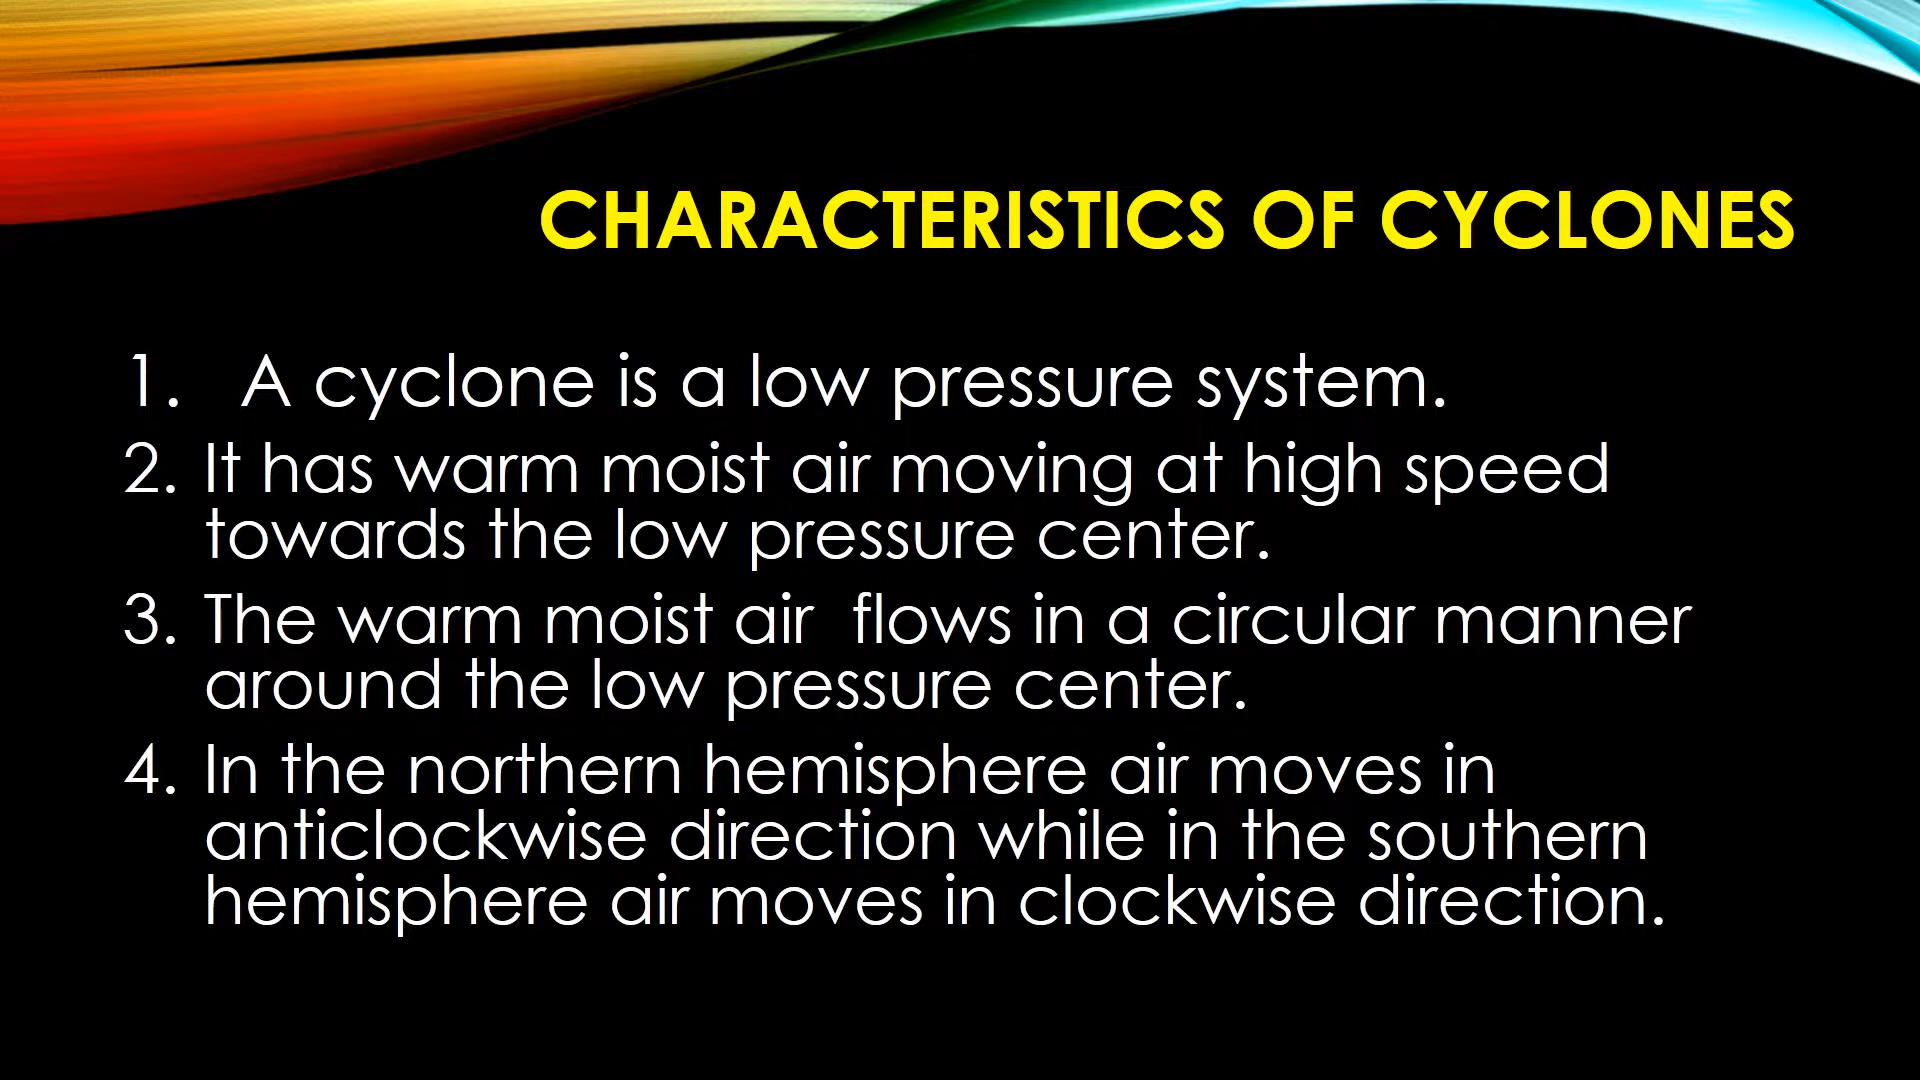 CHARACTERISTICS OF CYCLONES
1. A cyclone is a low pressure system.
2. It has warm moist air moving at high speed
towards the low pressure center.
3. The warm moist air flows in a circular manner
around the low pressure center.
4. In the northern hemisphere air moves in
anticlockwise direction while in the southern
hemisphere air moves in clockwise direction.